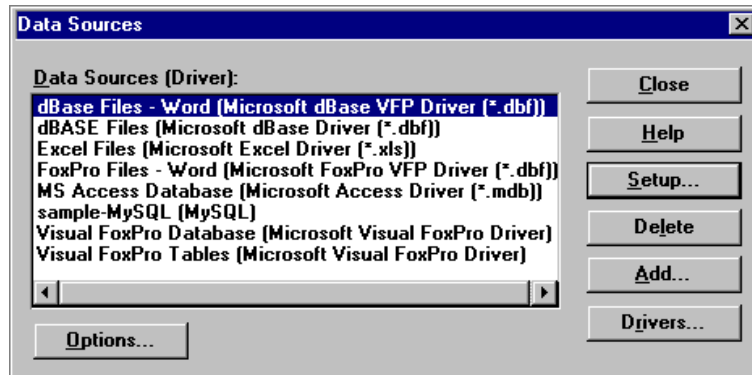 Data Sources
Data Sources (Driver):
dBase Files - Word (Microsoft dBase VFP Driver (*.dbf))
dBASE Files (Microsoft dBase Driver (*.dbf))
Excel Files (Microsoft Excel Driver (*.xls))
FoxPro Files - Word (Microsoft FoxPro VFP Driver (*.dbf))
MS Access Database (Microsoft Access Driver (*.mdb))
sample-MySQL (MySQL)
Visual FoxPro Database (Microsoft Visual FoxPro Driver)
Visual FoxPro Tables (Microsoft Visual FoxPro Driver)
Options...
Close
Help
Setup...
Delete
Add...
Drivers...